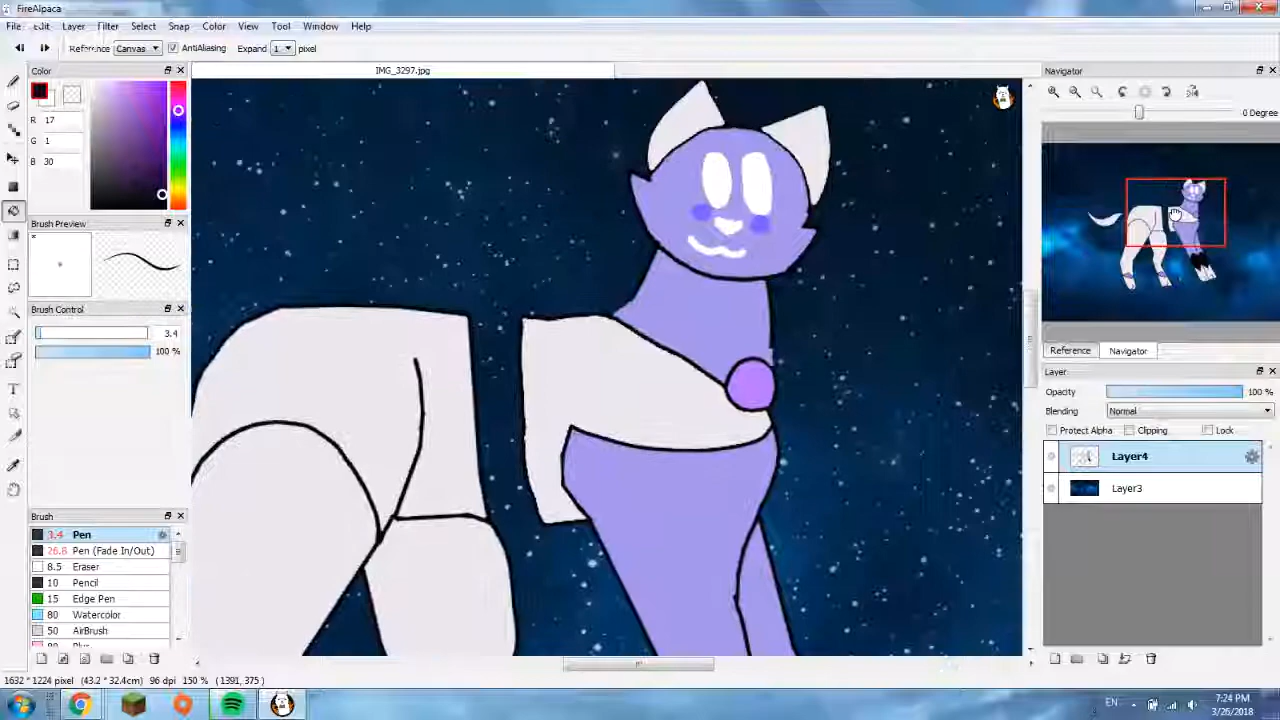 FireAlpaca
File Edit Layer Filter Select Snap Color View Tool Window Help
Reference Canvas AntiAliasing Expand 1 pixel
Color
IMG_3297.jpg
Navigator
R 17
G 1
B 30
0 Degree
Brush Preview
Brush Control
3.4
100 %
Reference Navigator
Layer
Opacity 100 %
Blending Normal
Protect Alpha Clipping Lock
Layer4
Layer3
Brush
3.4 Pen
26.8 Pen (Fade In/Out)
8.5 Eraser
10 Pencil
15 Edge Pen
80 Watercolor
50 AirBrush
1632 * 1224 pixel (43.2 * 32.4cm) 96 dpi 150 % (1391, 375)
EN
7:24 PM
3/26/2018